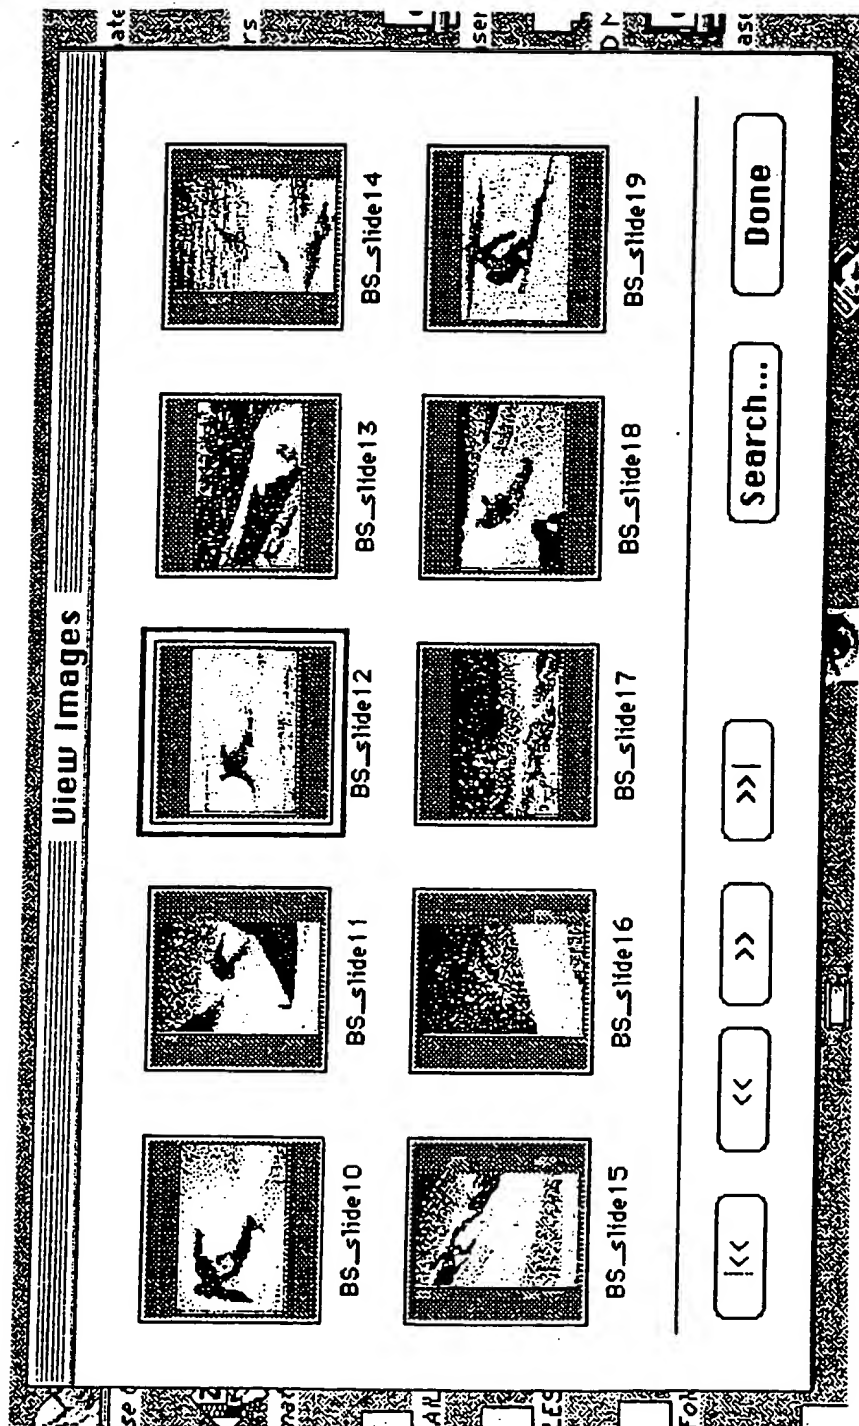 View Images
BS_slide10 BS_slide11 BS_slide12 BS_slide13 BS_slide14
BS_slide15 BS_slide16 BS_slide17 BS_slide18 BS_slide19
|<< << >> >>| Search... Done